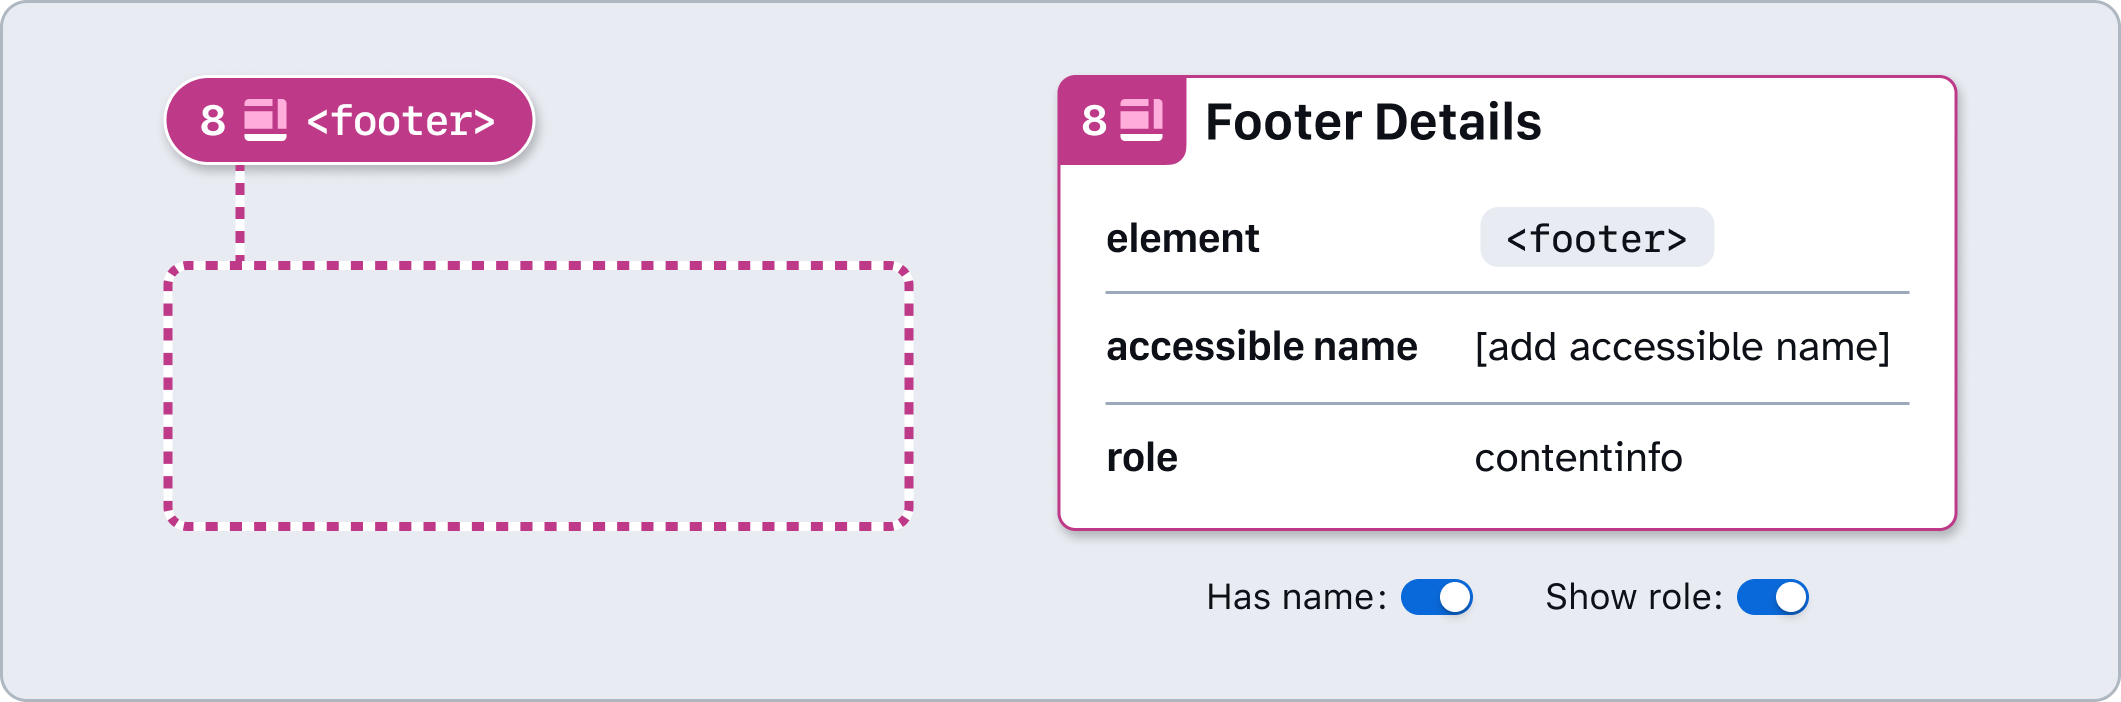 8 <footer>
8 Footer Details
element <footer>
accessible name [add accessible name]
role contentinfo
Has name: Show role: